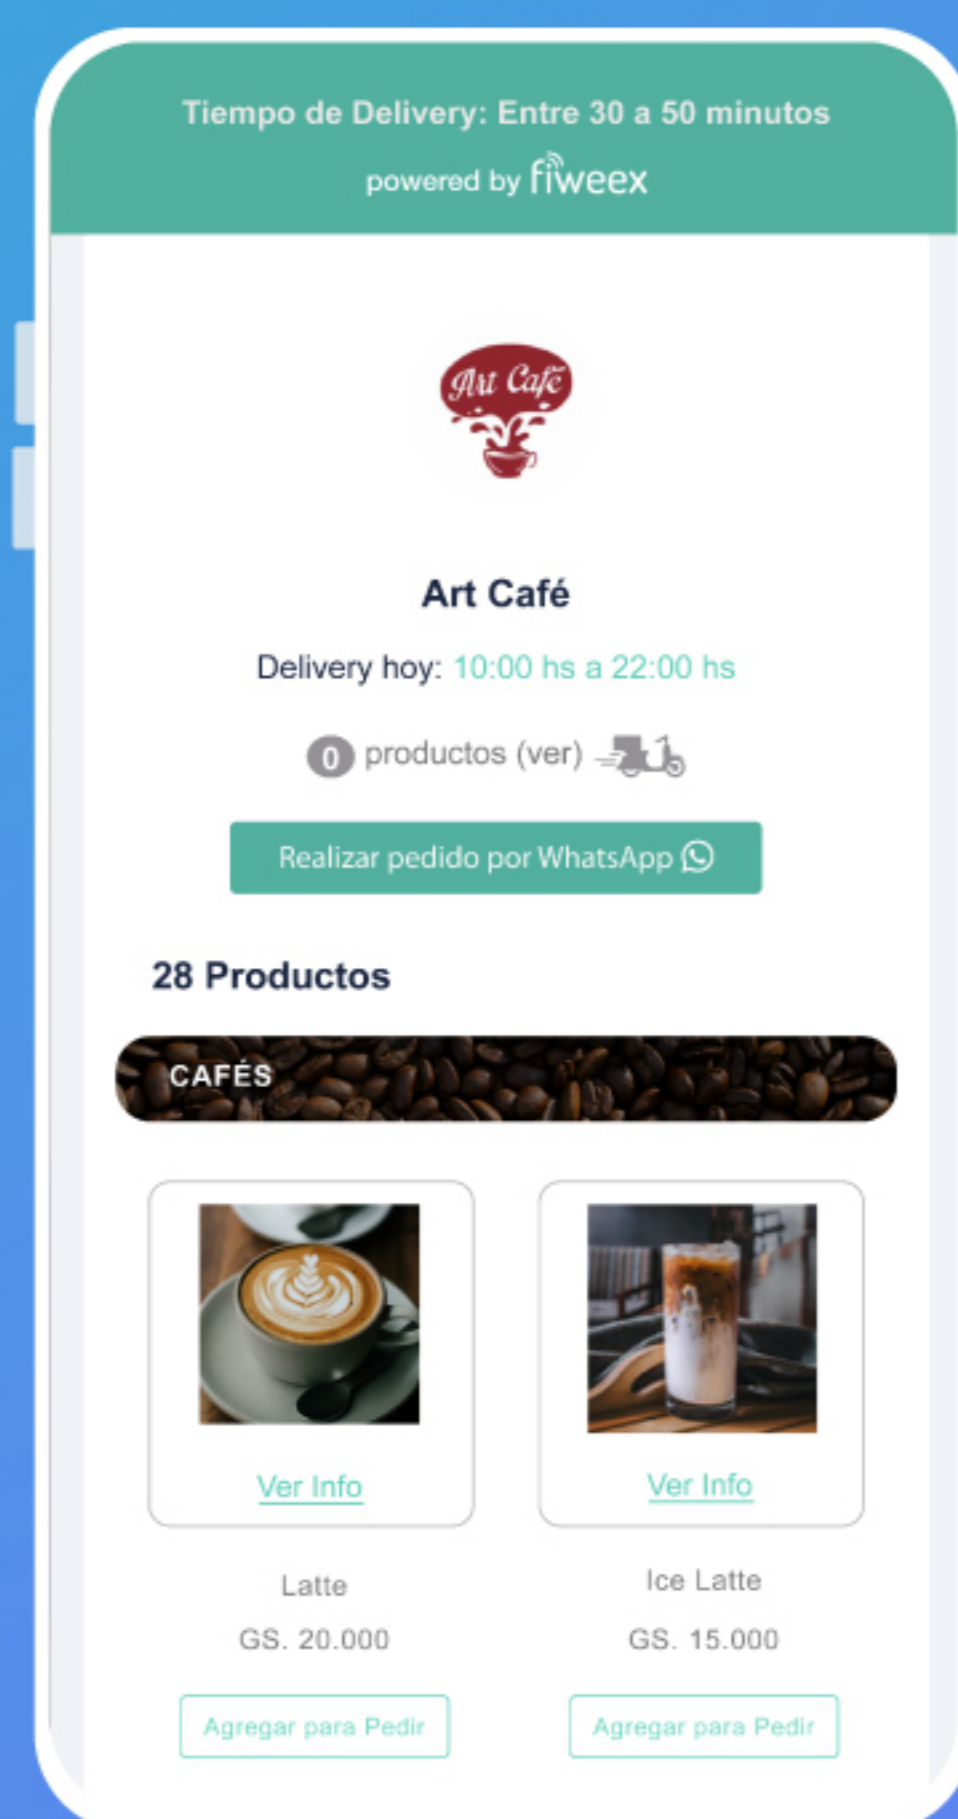 Tiempo de Delivery: Entre 30 a 50 minutos
powered by fiweex
Art Café
Art Café
Delivery hoy: 10:00 hs a 22:00 hs
0 productos (ver)
Realizar pedido por WhatsApp
28 Productos
CAFÉS
Ver Info
Ver Info
Latte
Ice Latte
GS. 20.000
GS. 15.000
Agregar para Pedir
Agregar para Pedir